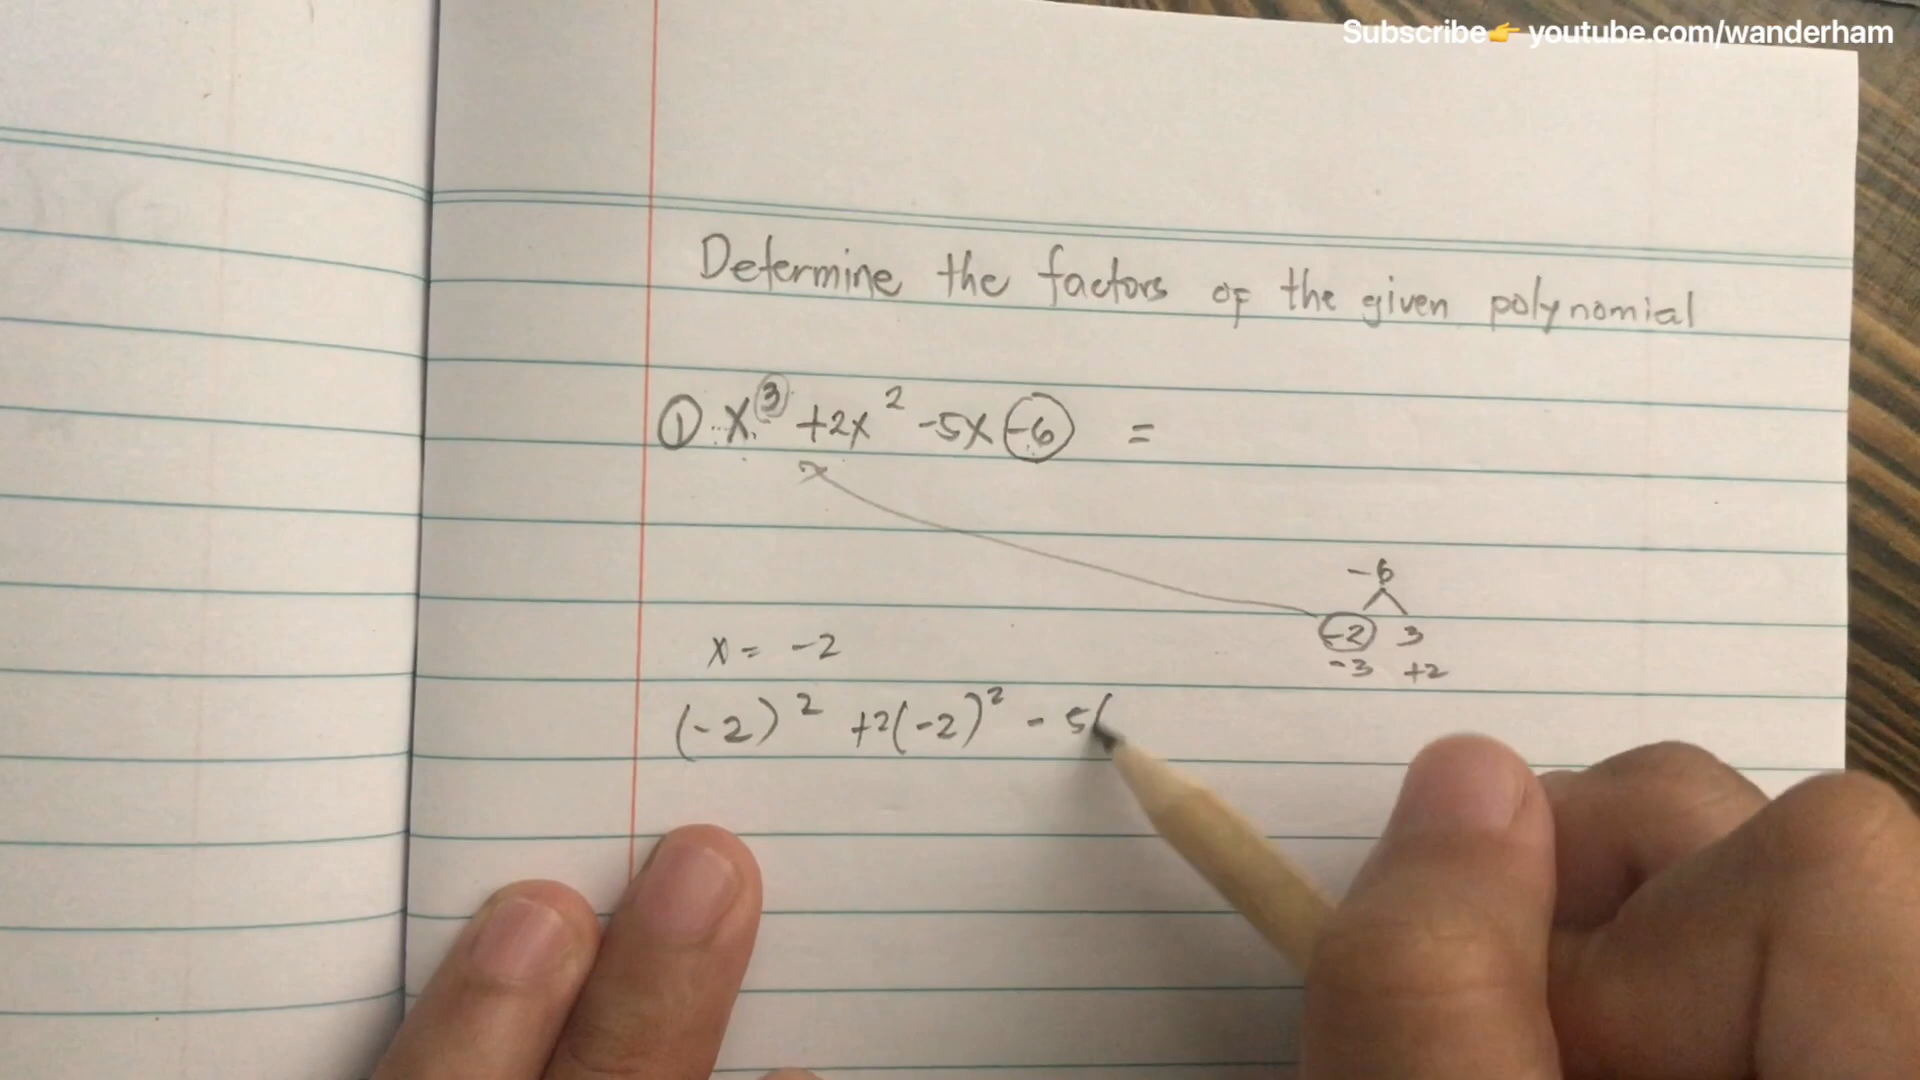 Subscribe👉 youtube.com/wanderham
Determine the factors of the given polynomial
① x³ +2x² -5x -6 =
x
-6
-2 3
-3 +2
x = -2
(-2)² +2(-2)² - 5(